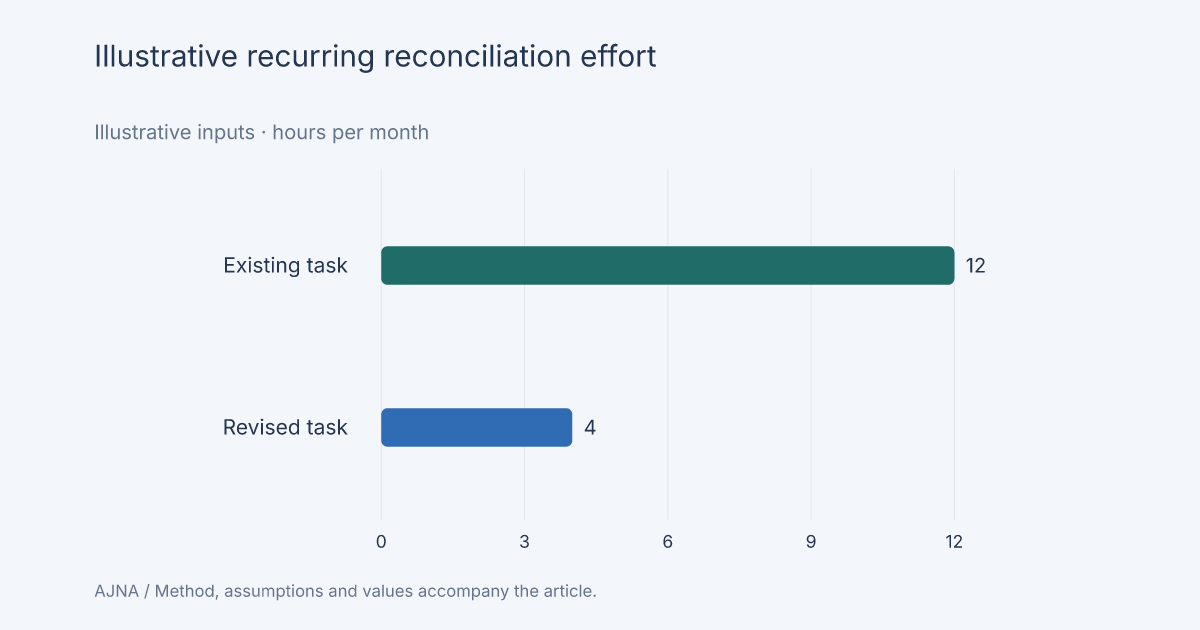 Illustrative recurring reconciliation effort
Illustrative inputs · hours per month
Existing task
12
Revised task
4
0 3 6 9 12
AJNA / Method, assumptions and values accompany the article.